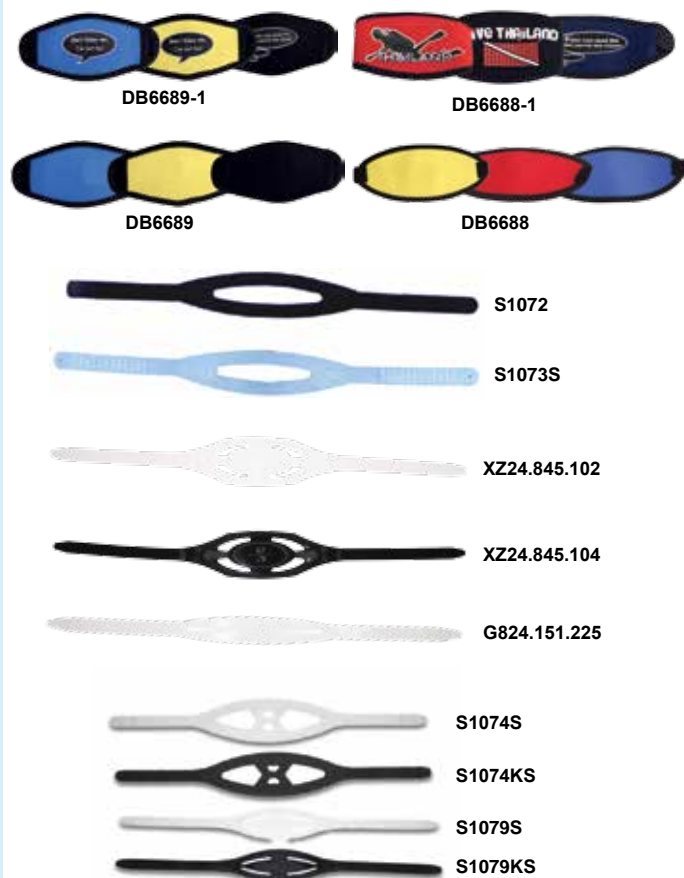 DB6689-1
DB6688-1
THAILAND
DB6689
DB6688
S1072
S1073S
XZ24.845.102
XZ24.845.104
G824.151.225
S1074S
S1074KS
S1079S
S1079KS